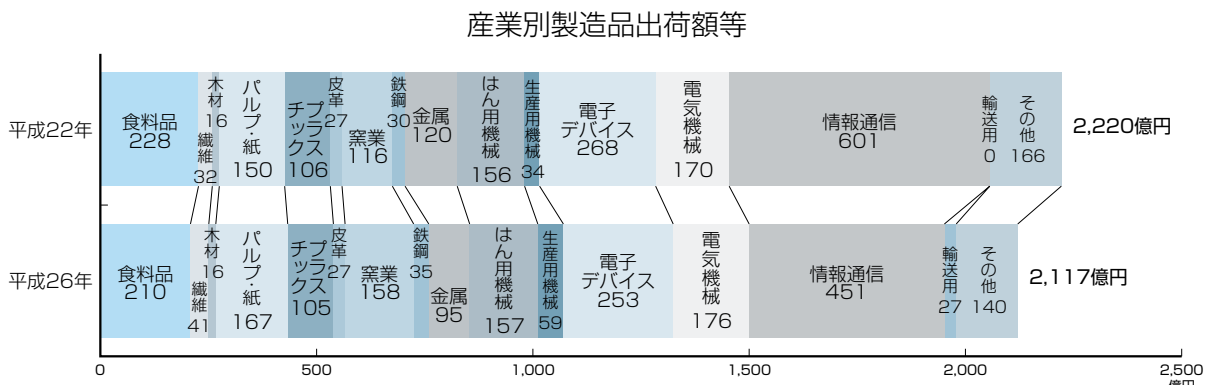 産業別製造品出荷額等
平成22年
食料品
228
繊維
32
木材
16
パルプ・紙
150
プラスチックス
106
皮革
27
窯業
116
鉄鋼
30
金属
120
はん用機械
156
生産用機械
34
電子
デバイス
268
電気機械
170
情報通信
601
輸送用
0
その他
166
2,220億円
平成26年
食料品
210
繊維
41
木材
16
パルプ・紙
167
プラスチックス
105
皮革
27
窯業
158
鉄鋼
35
金属
95
はん用機械
157
生産用機械
59
電子
デバイス
253
電気機械
176
情報通信
451
輸送用
27
その他
140
2,117億円
0
500
1,000
1,500
2,000
2,500
億円